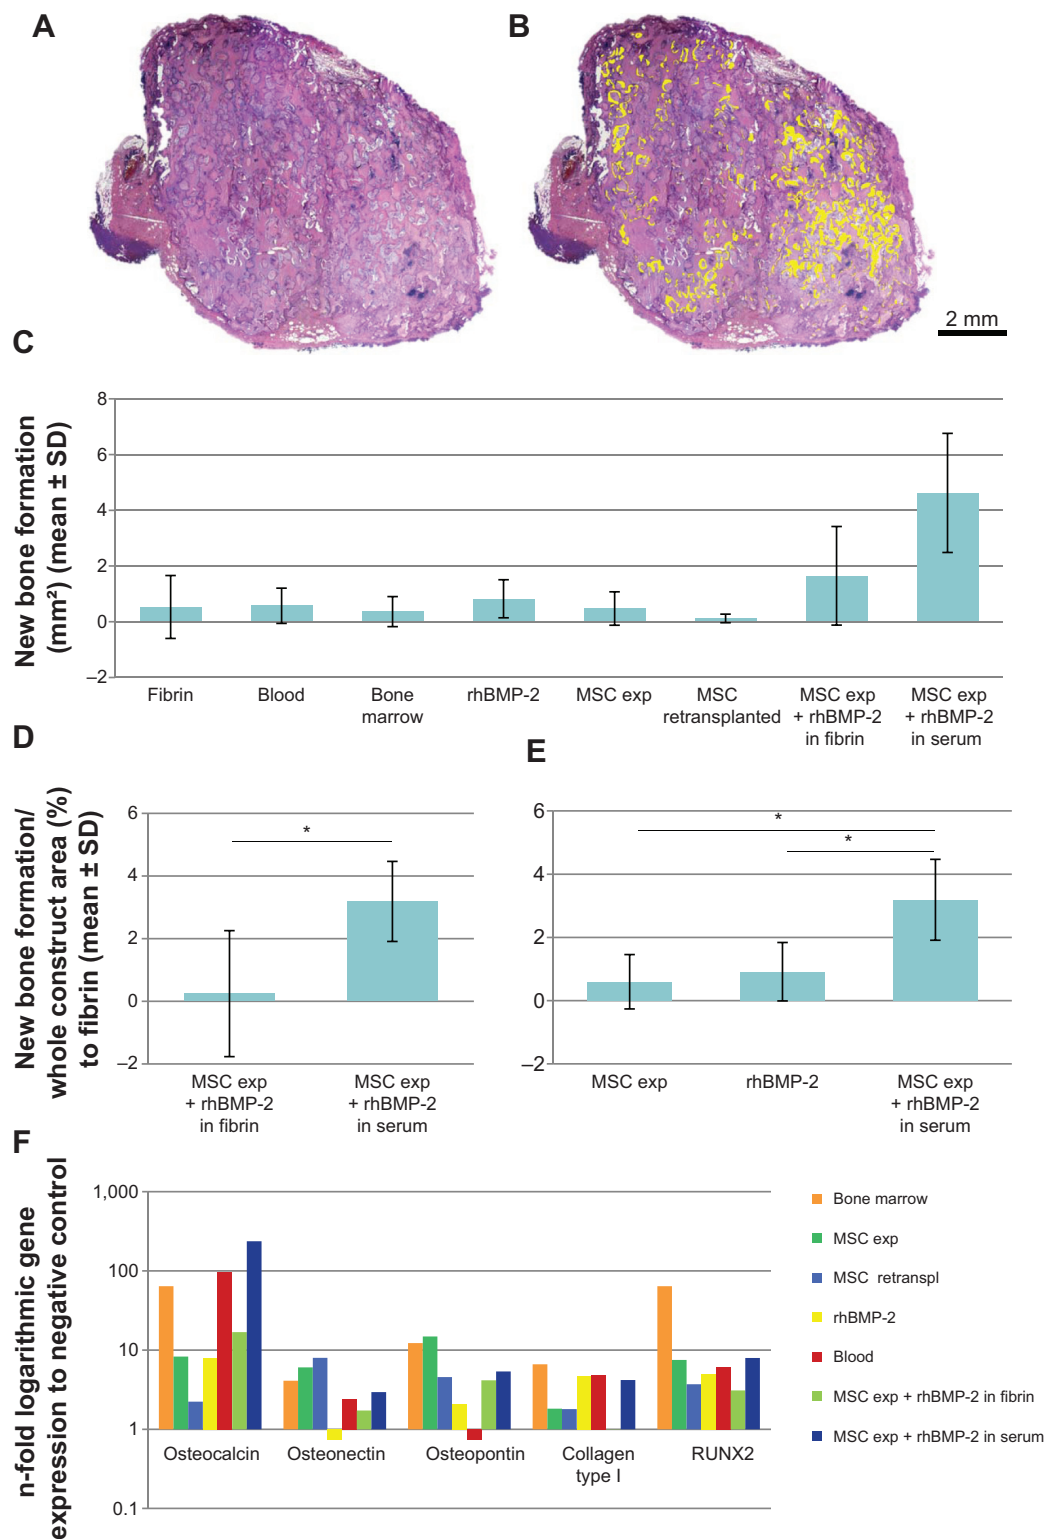 A
B
2 mm
C
New bone formation
(mm²) (mean ± SD)
8
6
4
2
0
–2
Fibrin
Blood
Bone
marrow
rhBMP-2
MSC exp
MSC
retransplanted
MSC exp
+ rhBMP-2
in fibrin
MSC exp
+ rhBMP-2
in serum
D
New bone formation/
whole construct area (%)
to fibrin (mean ± SD)
6
4
2
0
–2
*
MSC exp
+ rhBMP-2
in fibrin
MSC exp
+ rhBMP-2
in serum
E
6
4
2
0
–2
*
*
MSC exp
rhBMP-2
MSC exp
+ rhBMP-2
in serum
F
n-fold logarithmic gene
expression to negative control
1,000
100
10
1
0.1
Osteocalcin
Osteonectin
Osteopontin
Collagen
type I
RUNX2
Bone marrow
MSC exp
MSC retranspl
rhBMP-2
Blood
MSC exp + rhBMP-2 in fibrin
MSC exp + rhBMP-2 in serum